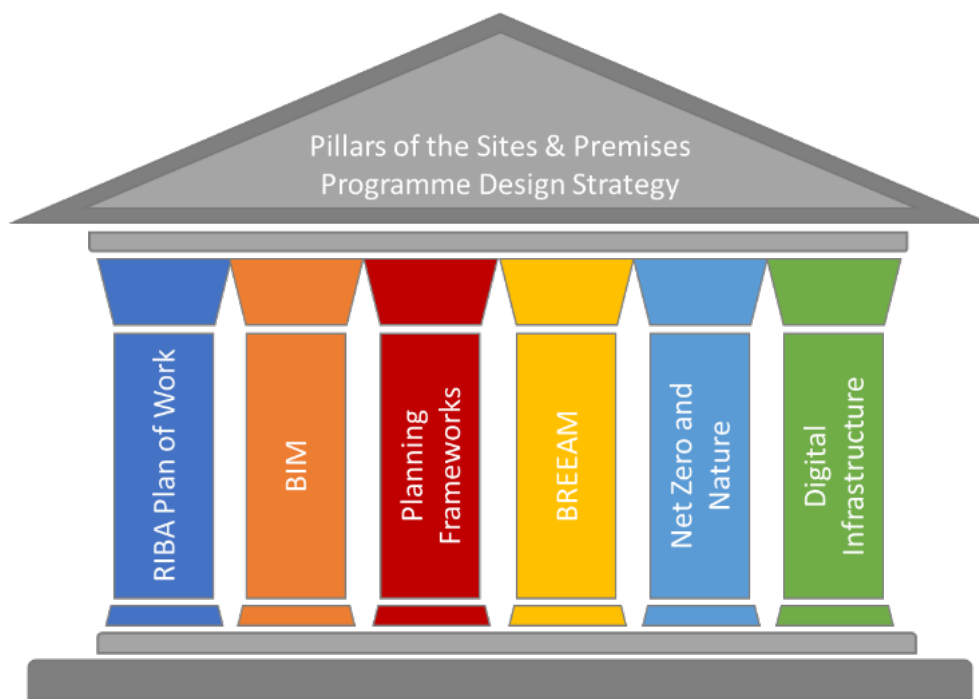 Pillars of the Sites & Premises
Programme Design Strategy
RIBA Plan of Work
BIM
Planning
Frameworks
BREEAM
Net Zero and
Nature
Digital
Infrastructure